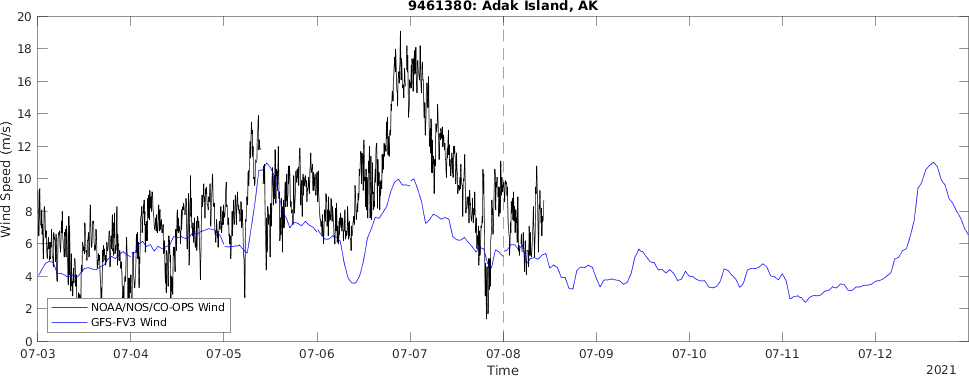 9461380: Adak Island, AK
20
18
16
14
12
10
8
6
4
2
0
Wind Speed (m/s)
NOAA/NOS/CO-OPS Wind
GFS-FV3 Wind
07-03 07-04 07-05 07-06 07-07 07-08 07-09 07-10 07-11 07-12
Time
2021